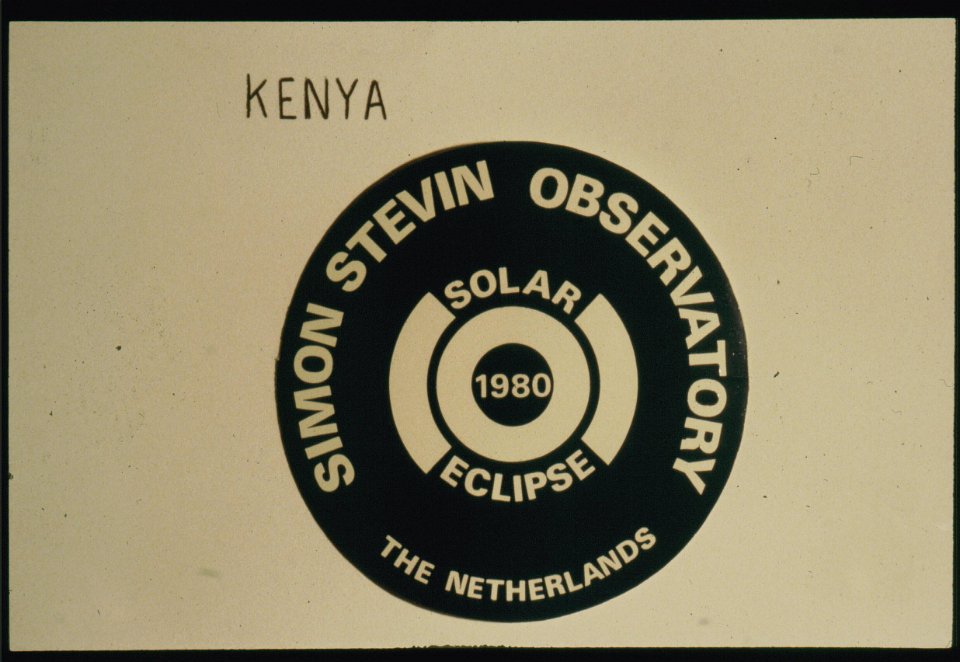 KENYA
SIMON STEVIN OBSERVATORY
SOLAR
1980
ECLIPSE
THE NETHERLANDS